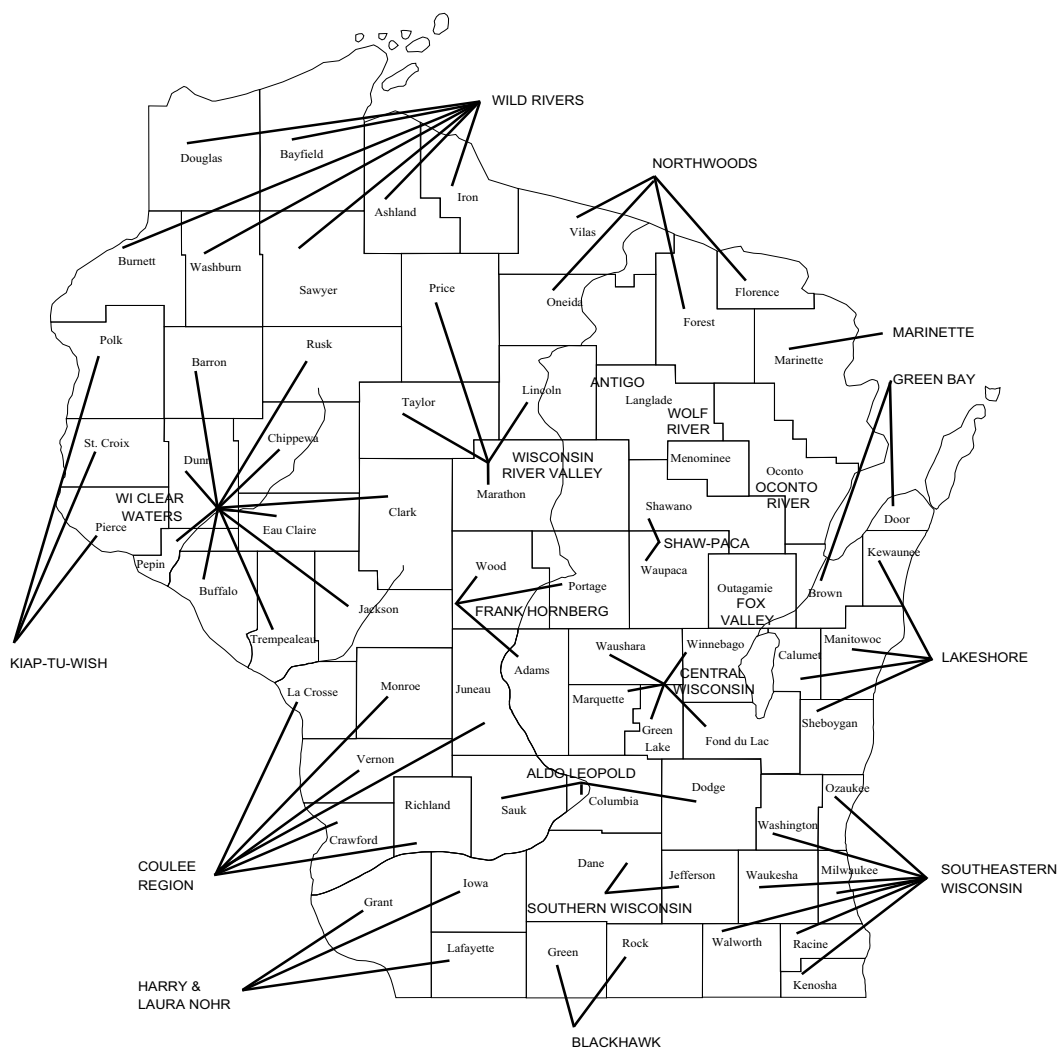 WILD RIVERS
Douglas
Bayfield
NORTHWOODS
Ashland
Iron
Vilas
Burnett
Washburn
Sawyer
Price
Oneida
Florence
Forest
Polk
Barron
Rusk
MARINETTE
Marinette
GREEN BAY
ANTIGO
Lincoln
Langlade
Taylor
WOLF
RIVER
St. Croix
Chippewa
Dunn
WISCONSIN
RIVER VALLEY
Menominee
Oconto
OCONTO
RIVER
Marathon
WI CLEAR
WATERS
Pierce
Eau Claire
Clark
Shawano
Door
SHAW-PACA
Kewaunee
Pepin
Wood
Waupaca
Buffalo
Portage
Outagamie
Brown
FOX
VALLEY
Jackson
FRANK HORNBERG
Trempealeau
Manitowoc
KIAP-TU-WISH
Waushara
Winnebago
Calumet
LAKESHORE
Adams
CENTRAL
WISCONSIN
La Crosse
Monroe
Juneau
Marquette
Sheboygan
Green
Lake
Fond du Lac
Vernon
ALDO LEOPOLD
Dodge
Ozaukee
Richland
Sauk
Columbia
Washington
Crawford
COULEE
REGION
Dane
Jefferson
Waukesha
Milwaukee
SOUTHEASTERN
WISCONSIN
Iowa
Grant
SOUTHERN WISCONSIN
Lafayette
Green
Rock
Walworth
Racine
Kenosha
HARRY &
LAURA NOHR
BLACKHAWK